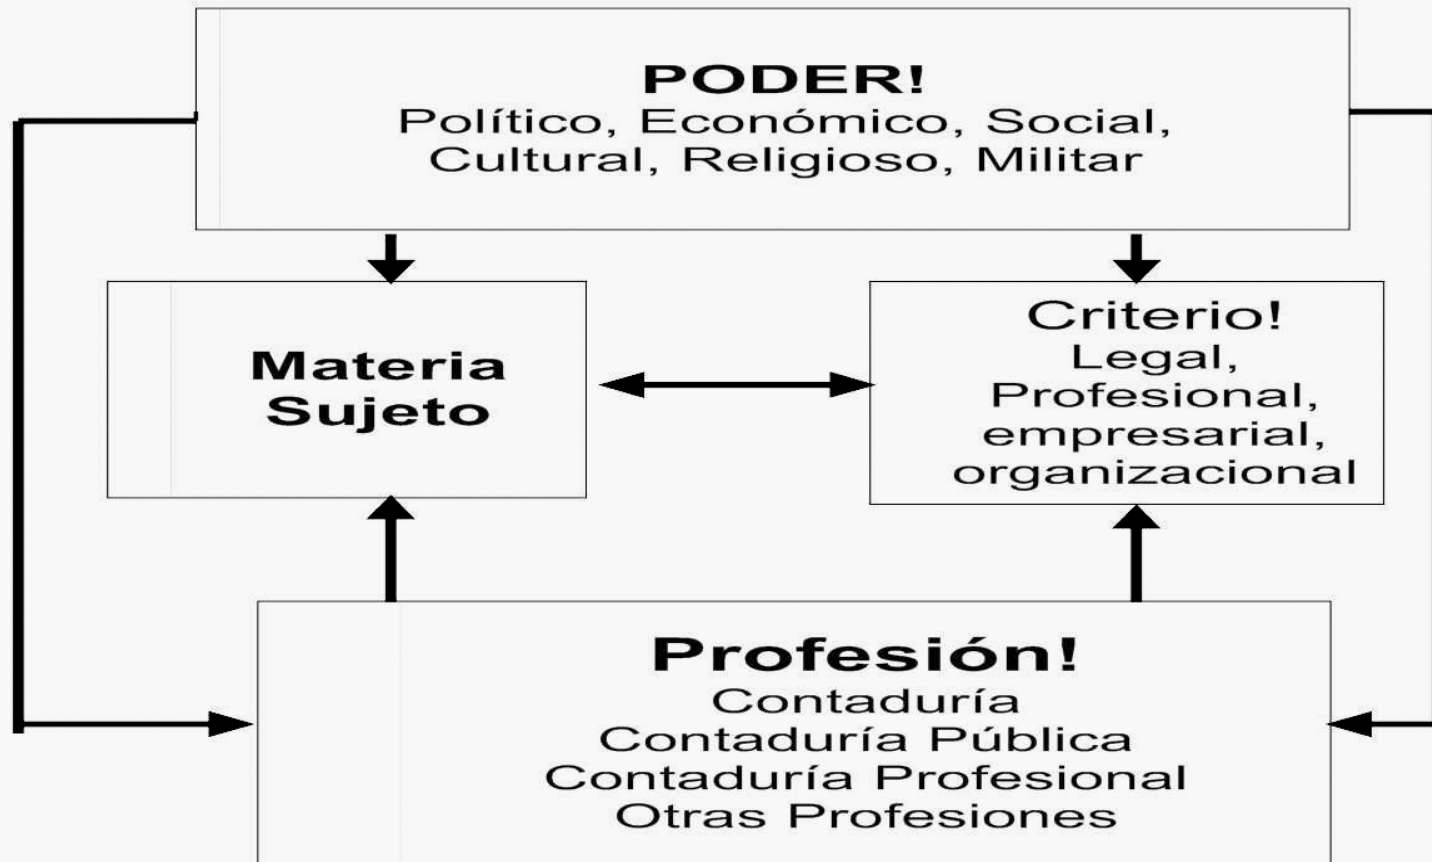 PODER!
Político, Económico, Social,
Cultural, Religioso, Militar
Materia
Sujeto
Criterio!
Legal,
Profesional,
empresarial,
organizacional
Profesión!
Contaduría
Contaduría Pública
Contaduría Profesional
Otras Profesiones